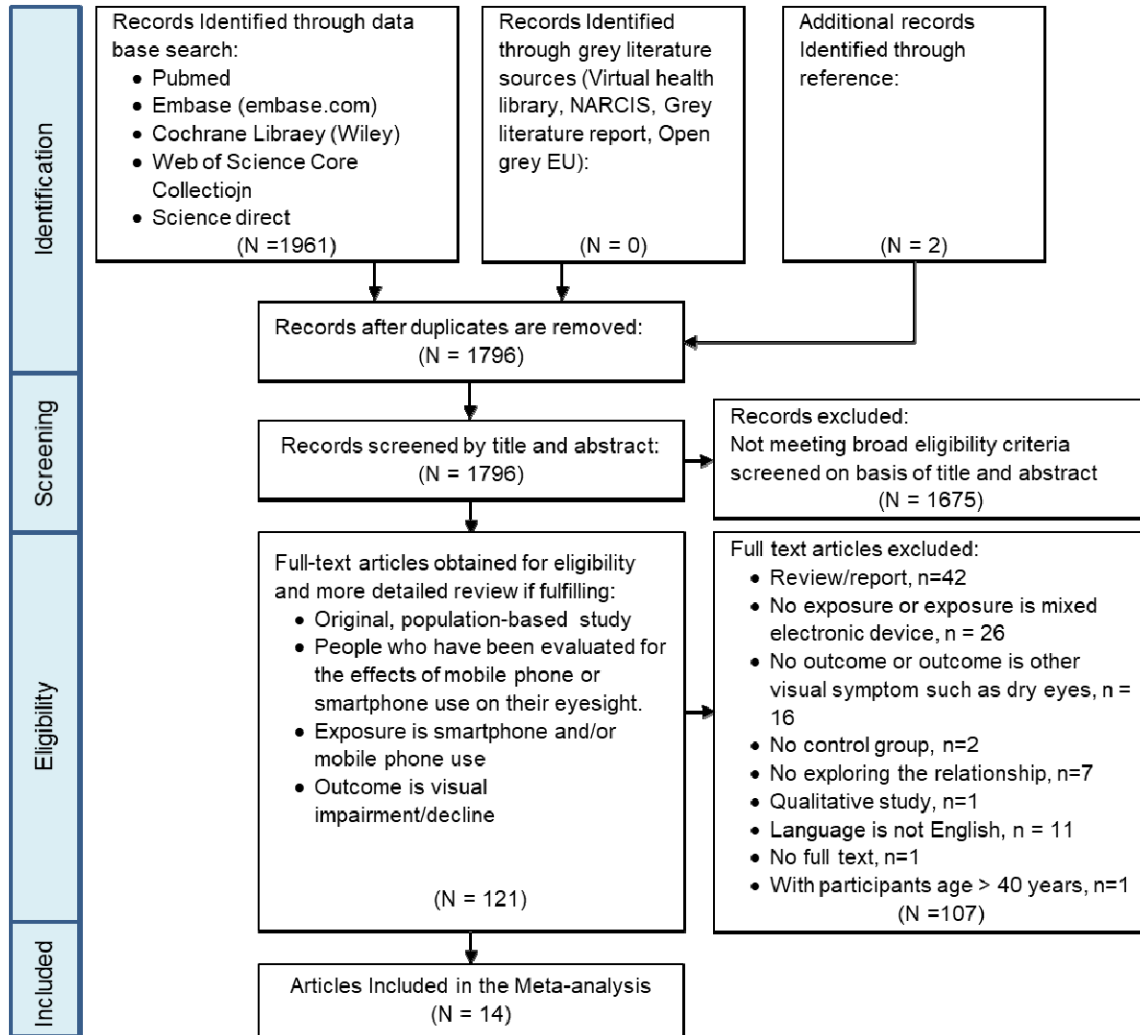 Identification
Records Identified through data
base search:
• Pubmed
• Embase (embase.com)
• Cochrane Libraey (Wiley)
• Web of Science Core
Collectiojn
• Science direct
(N =1961)
Records Identified
through grey literature
sources (Virtual health
library, NARCIS, Grey
literature report, Open
grey EU):
(N = 0)
Additional records
Identified through
reference:
(N = 2)
Records after duplicates are removed:
(N = 1796)
Screening
Records screened by title and abstract:
(N = 1796)
Records excluded:
Not meeting broad eligibility criteria
screened on basis of title and abstract
(N = 1675)
Eligibility
Full-text articles obtained for eligibility
and more detailed review if fulfilling:
• Original, population-based study
• People who have been evaluated for
the effects of mobile phone or
smartphone use on their eyesight.
• Exposure is smartphone and/or
mobile phone use
• Outcome is visual
impairment/decline
(N = 121)
Full text articles excluded:
• Review/report, n=42
• No exposure or exposure is mixed
electronic device, n = 26
• No outcome or outcome is other
visual symptom such as dry eyes, n =
16
• No control group, n=2
• No exploring the relationship, n=7
• Qualitative study, n=1
• Language is not English, n = 11
• No full text, n=1
• With participants age > 40 years, n=1
(N =107)
Included
Articles Included in the Meta-analysis
(N = 14)